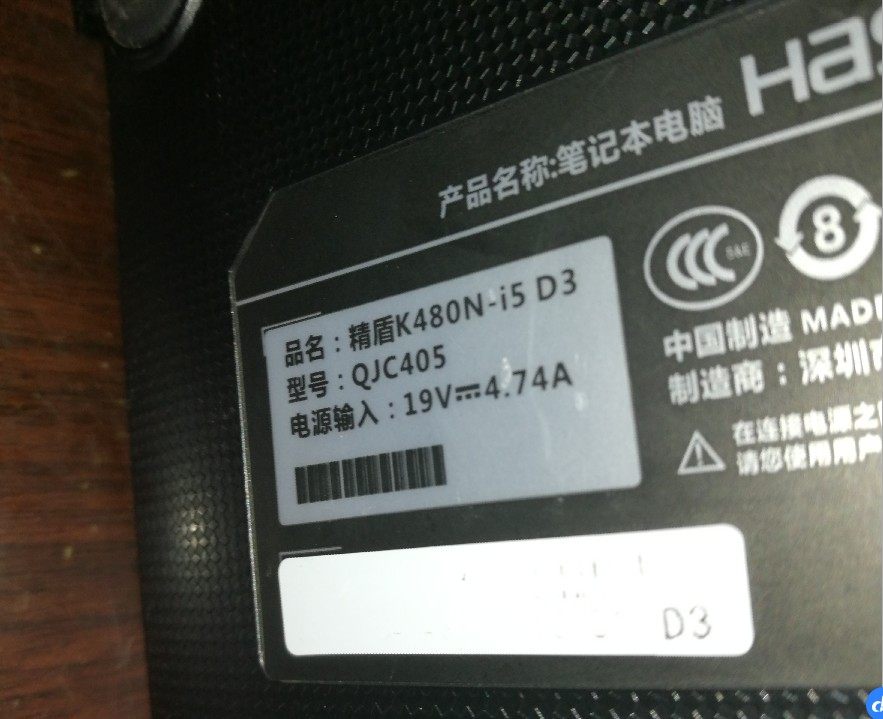 Has
产品名称:笔记本电脑
品名：精盾K480N-i5 D3
型号：QJC405
电源输入：19V⎓4.74A
CCC
S&E
8
中国制造 MADE
制造商：深圳市
在连接电源之
请您使用用户
D3